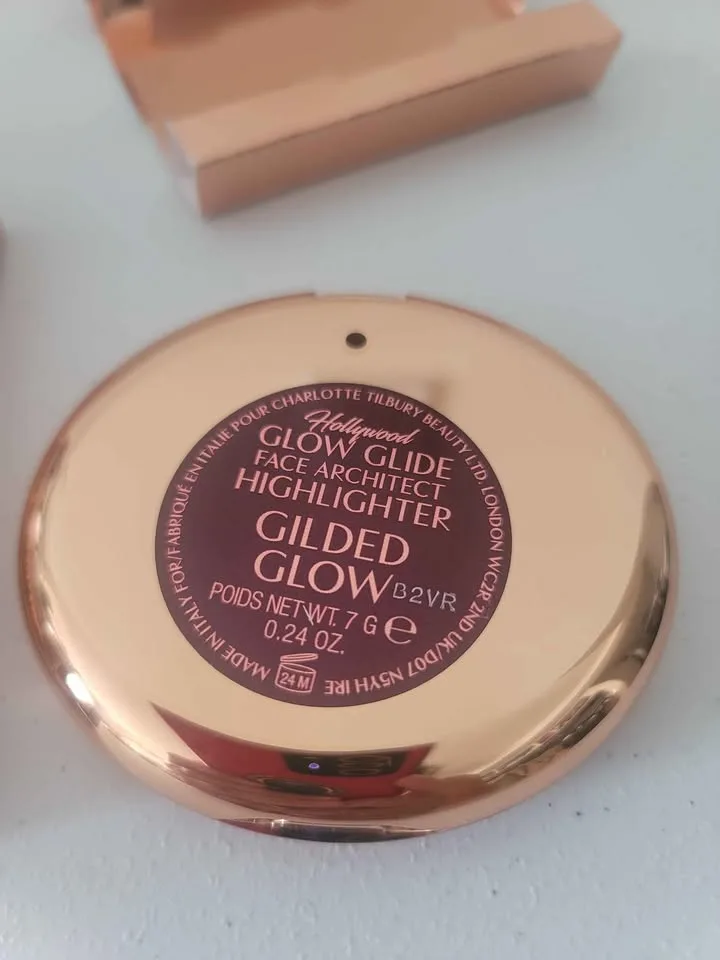 Hollywood
GLOW GLIDE
FACE ARCHITECT
HIGHLIGHTER
GILDED
GLOW
B2VR
POIDS NET WT. 7 G e
0.24 OZ.
24 M
MADE IN ITALY FOR/FABRIQUÉ EN ITALIE POUR CHARLOTTE TILBURY BEAUTY LTD. LONDON WC2R 2ND UK/D07 N5YH IRE